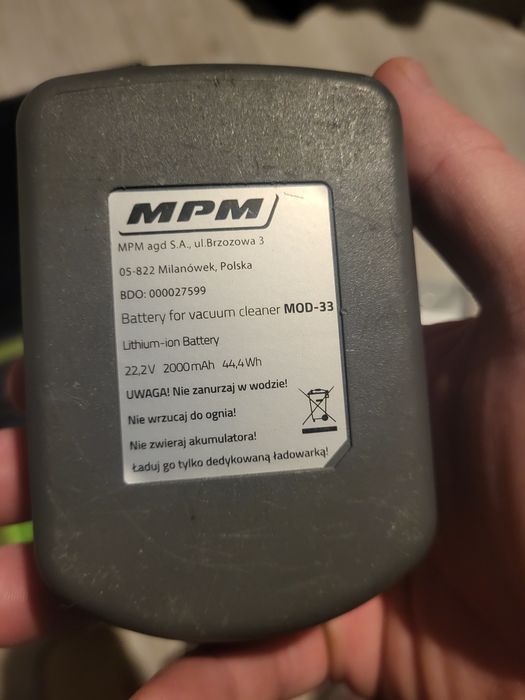 MPM
MPM agd S.A., ul.Brzozowa 3
05-822 Milanówek, Polska
BDO: 000027599
Battery for vacuum cleaner MOD-33
Lithium-ion Battery
22,2V 2000mAh 44,4Wh
UWAGA! Nie zanurzaj w wodzie!
Nie wrzucaj do ognia!
Nie zwieraj akumulatora!
Ładuj go tylko dedykowaną ładowarką!